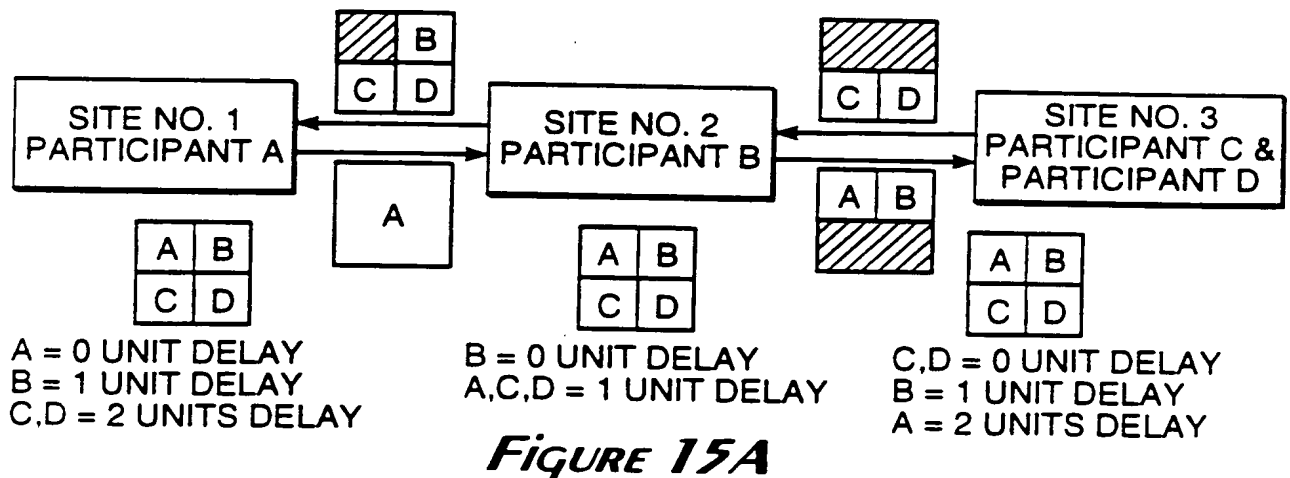 B
C D
SITE NO. 1
PARTICIPANT A
A
SITE NO. 2
PARTICIPANT B
C D
A B
SITE NO. 3
PARTICIPANT C &
PARTICIPANT D
A B
C D
A = 0 UNIT DELAY
B = 1 UNIT DELAY
C,D = 2 UNITS DELAY
A B
C D
B = 0 UNIT DELAY
A,C,D = 1 UNIT DELAY
A B
C D
C,D = 0 UNIT DELAY
B = 1 UNIT DELAY
A = 2 UNITS DELAY
FIGURE 15A